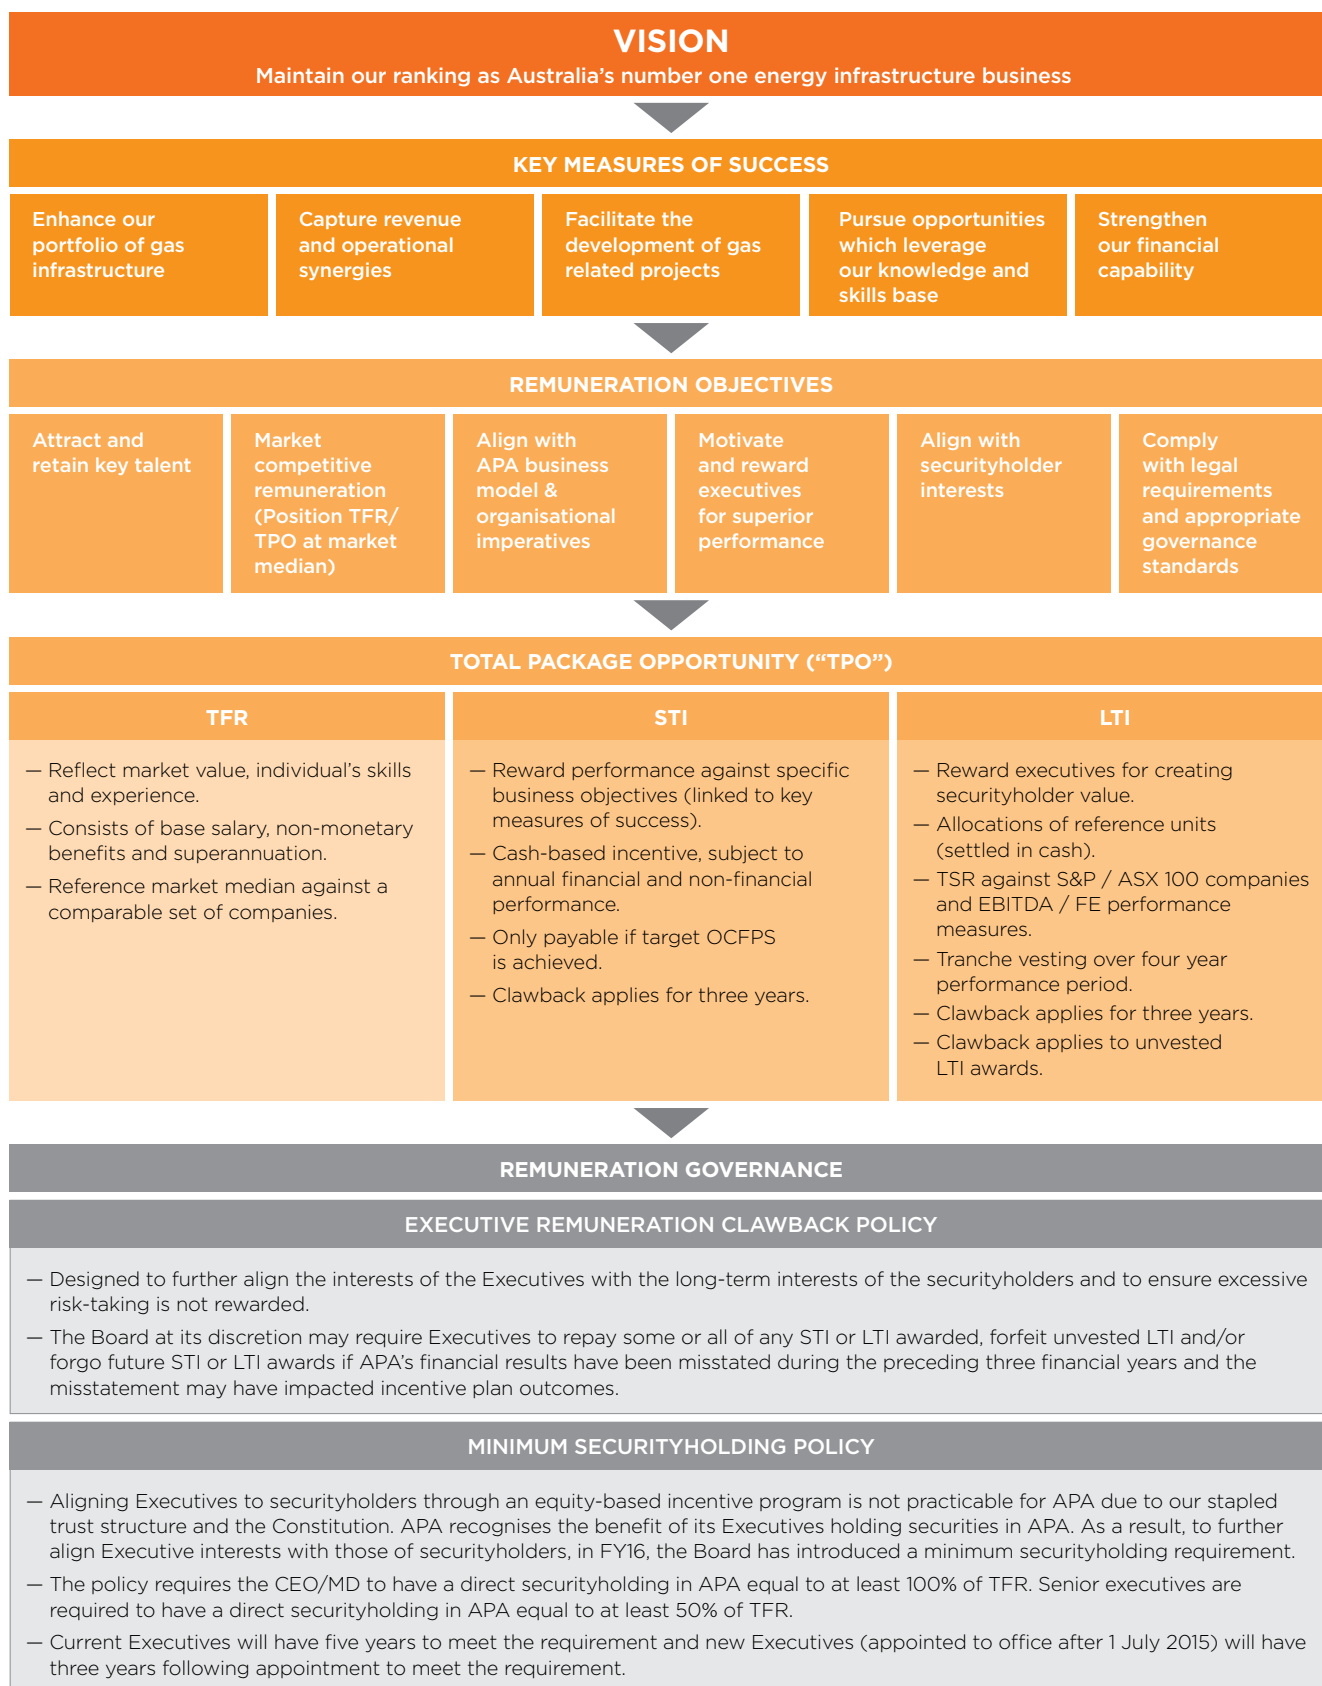 VISION
Maintain our ranking as Australia’s number one energy infrastructure business
KEY MEASURES OF SUCCESS
Enhance our
portfolio of gas
infrastructure
Capture revenue
and operational
synergies
Facilitate the
development of gas
related projects
Pursue opportunities
which leverage
our knowledge and
skills base
Strengthen
our financial
capability
REMUNERATION OBJECTIVES
Attract and
retain key talent
Market
competitive
remuneration
(Position TFR/
TPO at market
median)
Align with
APA business
model &
organisational
imperatives
Motivate
and reward
executives
for superior
performance
Align with
securityholder
interests
Comply
with legal
requirements
and appropriate
governance
standards
TOTAL PACKAGE OPPORTUNITY (“TPO”)
TFR
— Reflect market value, individual’s skills
and experience.
— Consists of base salary, non-monetary
benefits and superannuation.
— Reference market median against a
comparable set of companies.
STI
— Reward performance against specific
business objectives (linked to key
measures of success).
— Cash-based incentive, subject to
annual financial and non-financial
performance.
— Only payable if target OCFPS
is achieved.
— Clawback applies for three years.
LTI
— Reward executives for creating
securityholder value.
— Allocations of reference units
(settled in cash).
— TSR against S&P / ASX 100 companies
and EBITDA / FE performance
measures.
— Tranche vesting over four year
performance period.
— Clawback applies for three years.
— Clawback applies to unvested
LTI awards.
REMUNERATION GOVERNANCE
EXECUTIVE REMUNERATION CLAWBACK POLICY
— Designed to further align the interests of the Executives with the long-term interests of the securityholders and to ensure excessive
risk-taking is not rewarded.
— The Board at its discretion may require Executives to repay some or all of any STI or LTI awarded, forfeit unvested LTI and/or
forgo future STI or LTI awards if APA’s financial results have been misstated during the preceding three financial years and the
misstatement may have impacted incentive plan outcomes.
MINIMUM SECURITYHOLDING POLICY
— Aligning Executives to securityholders through an equity-based incentive program is not practicable for APA due to our stapled
trust structure and the Constitution. APA recognises the benefit of its Executives holding securities in APA. As a result, to further
align Executive interests with those of securityholders, in FY16, the Board has introduced a minimum securityholding requirement.
— The policy requires the CEO/MD to have a direct securityholding in APA equal to at least 100% of TFR. Senior executives are
required to have a direct securityholding in APA equal to at least 50% of TFR.
— Current Executives will have five years to meet the requirement and new Executives (appointed to office after 1 July 2015) will have
three years following appointment to meet the requirement.